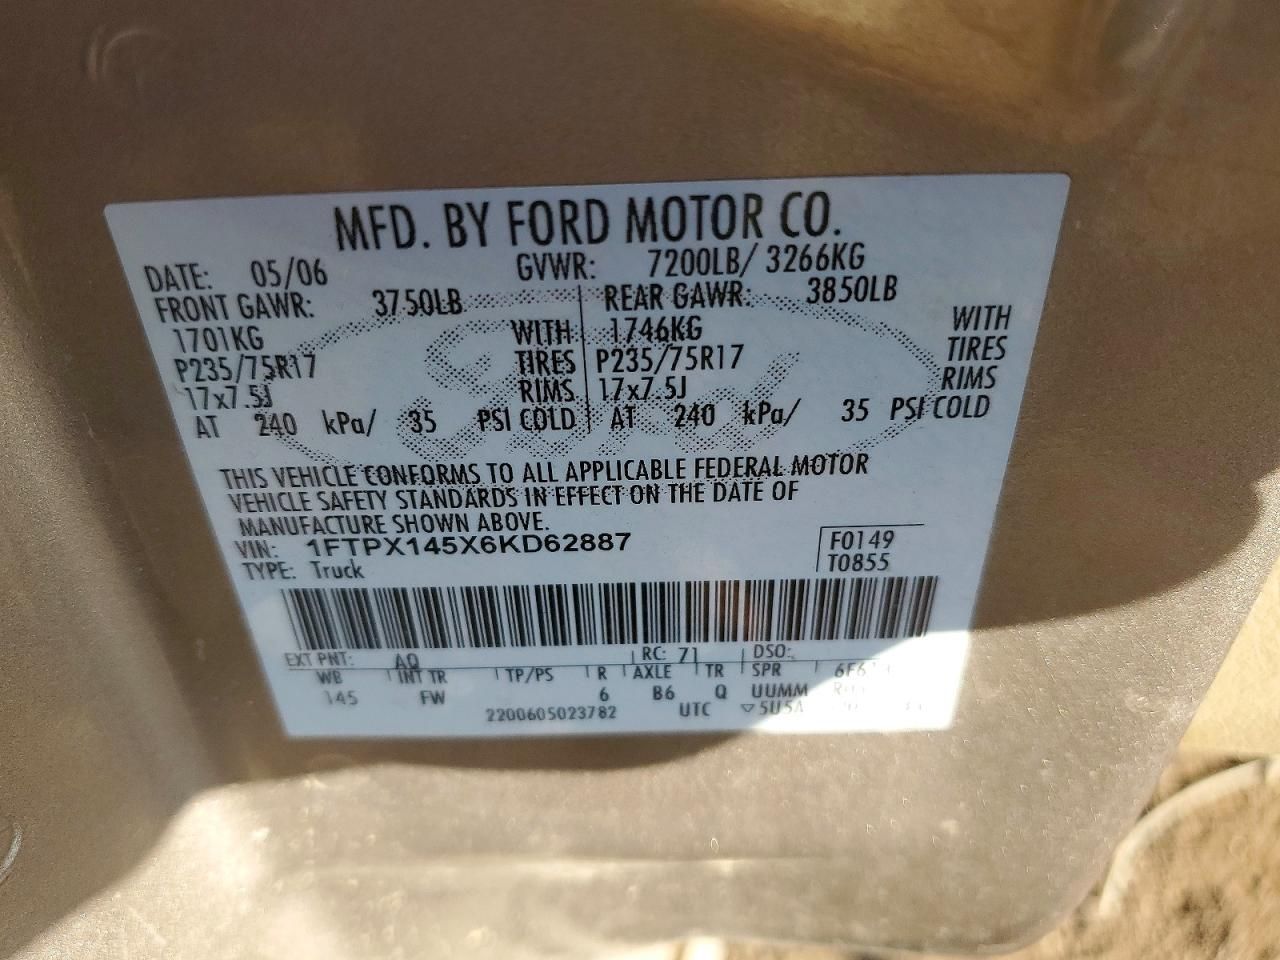 MFD. BY FORD MOTOR CO.
DATE: 05/06 GVWR: 7200LB/ 3266KG
FRONT GAWR: 3750LB REAR GAWR: 3850LB
1701KG WITH 1746KG WITH
P235/75R17 TIRES P235/75R17 TIRES
17x7.5J RIMS 17x7.5J RIMS
AT 240 kPa/ 35 PSI COLD AT 240 kPa/ 35 PSI COLD
THIS VEHICLE CONFORMS TO ALL APPLICABLE FEDERAL MOTOR
VEHICLE SAFETY STANDARDS IN EFFECT ON THE DATE OF
MANUFACTURE SHOWN ABOVE.
VIN: 1FTPX145X6KD62887 F0149
TYPE: Truck T0855
EXT PNT: AQ RC: 71 DSO:
WB INT TR TP/PS R AXLE TR SPR
145 FW 6 B6 Q UUMM
2200605023782 UTC ▽5U5A